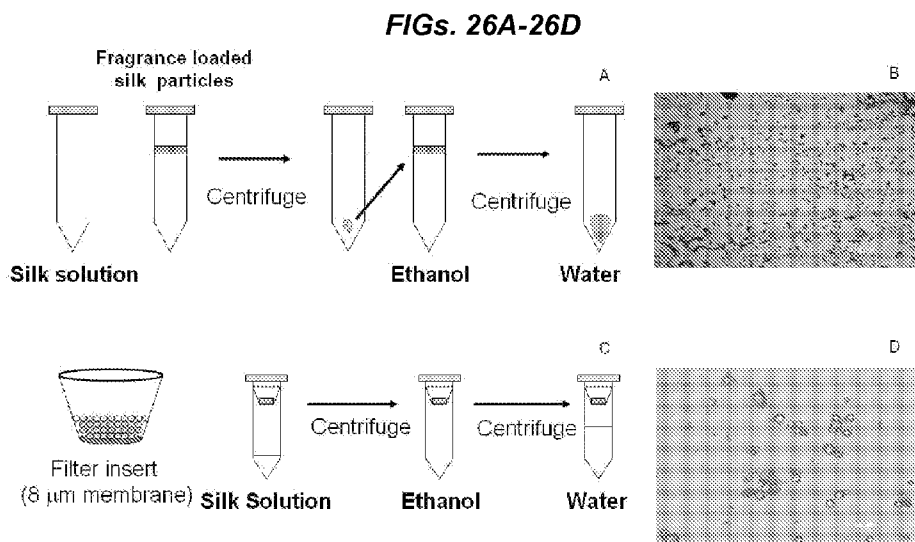 FIGs. 26A-26D
Fragrance loaded
silk particles
A
B
Centrifuge
Centrifuge
Silk solution
Ethanol
Water
C
D
Centrifuge
Centrifuge
Filter insert
(8 μm membrane)
Silk Solution
Ethanol
Water